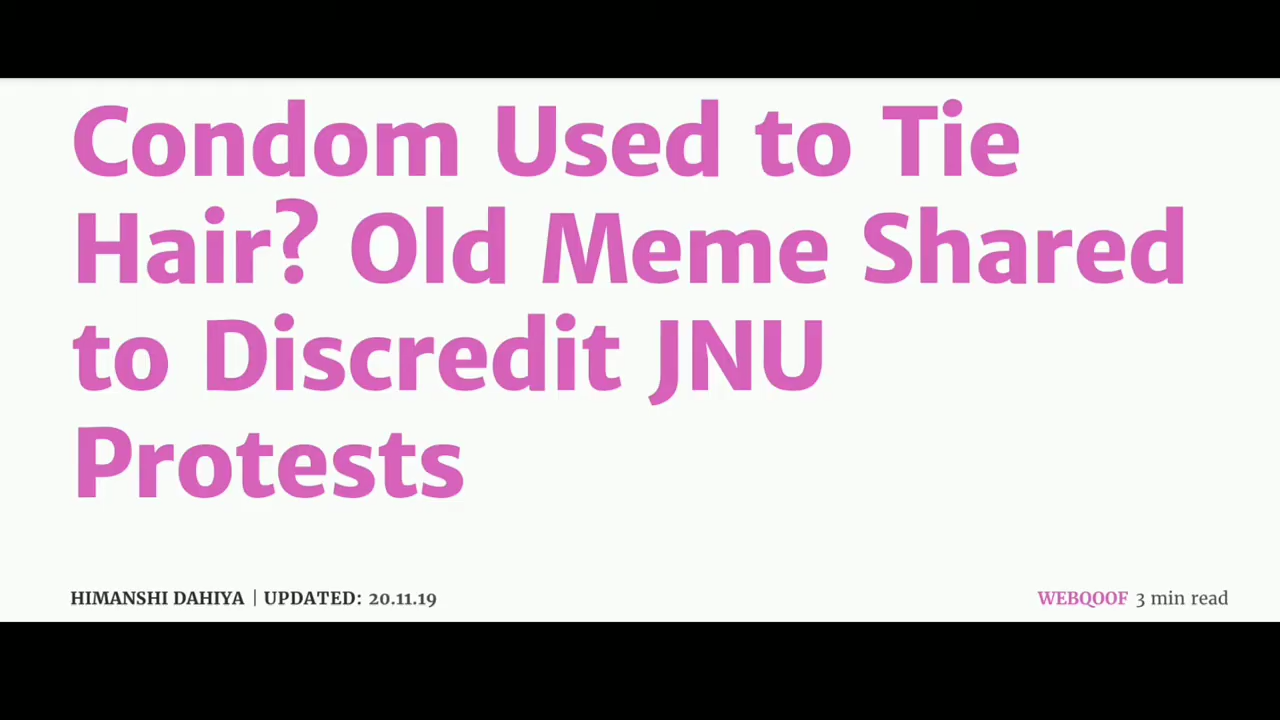 Condom Used to Tie
Hair? Old Meme Shared
to Discredit JNU
Protests
HIMANSHI DAHIYA | UPDATED: 20.11.19
WEBQOOF 3 min read